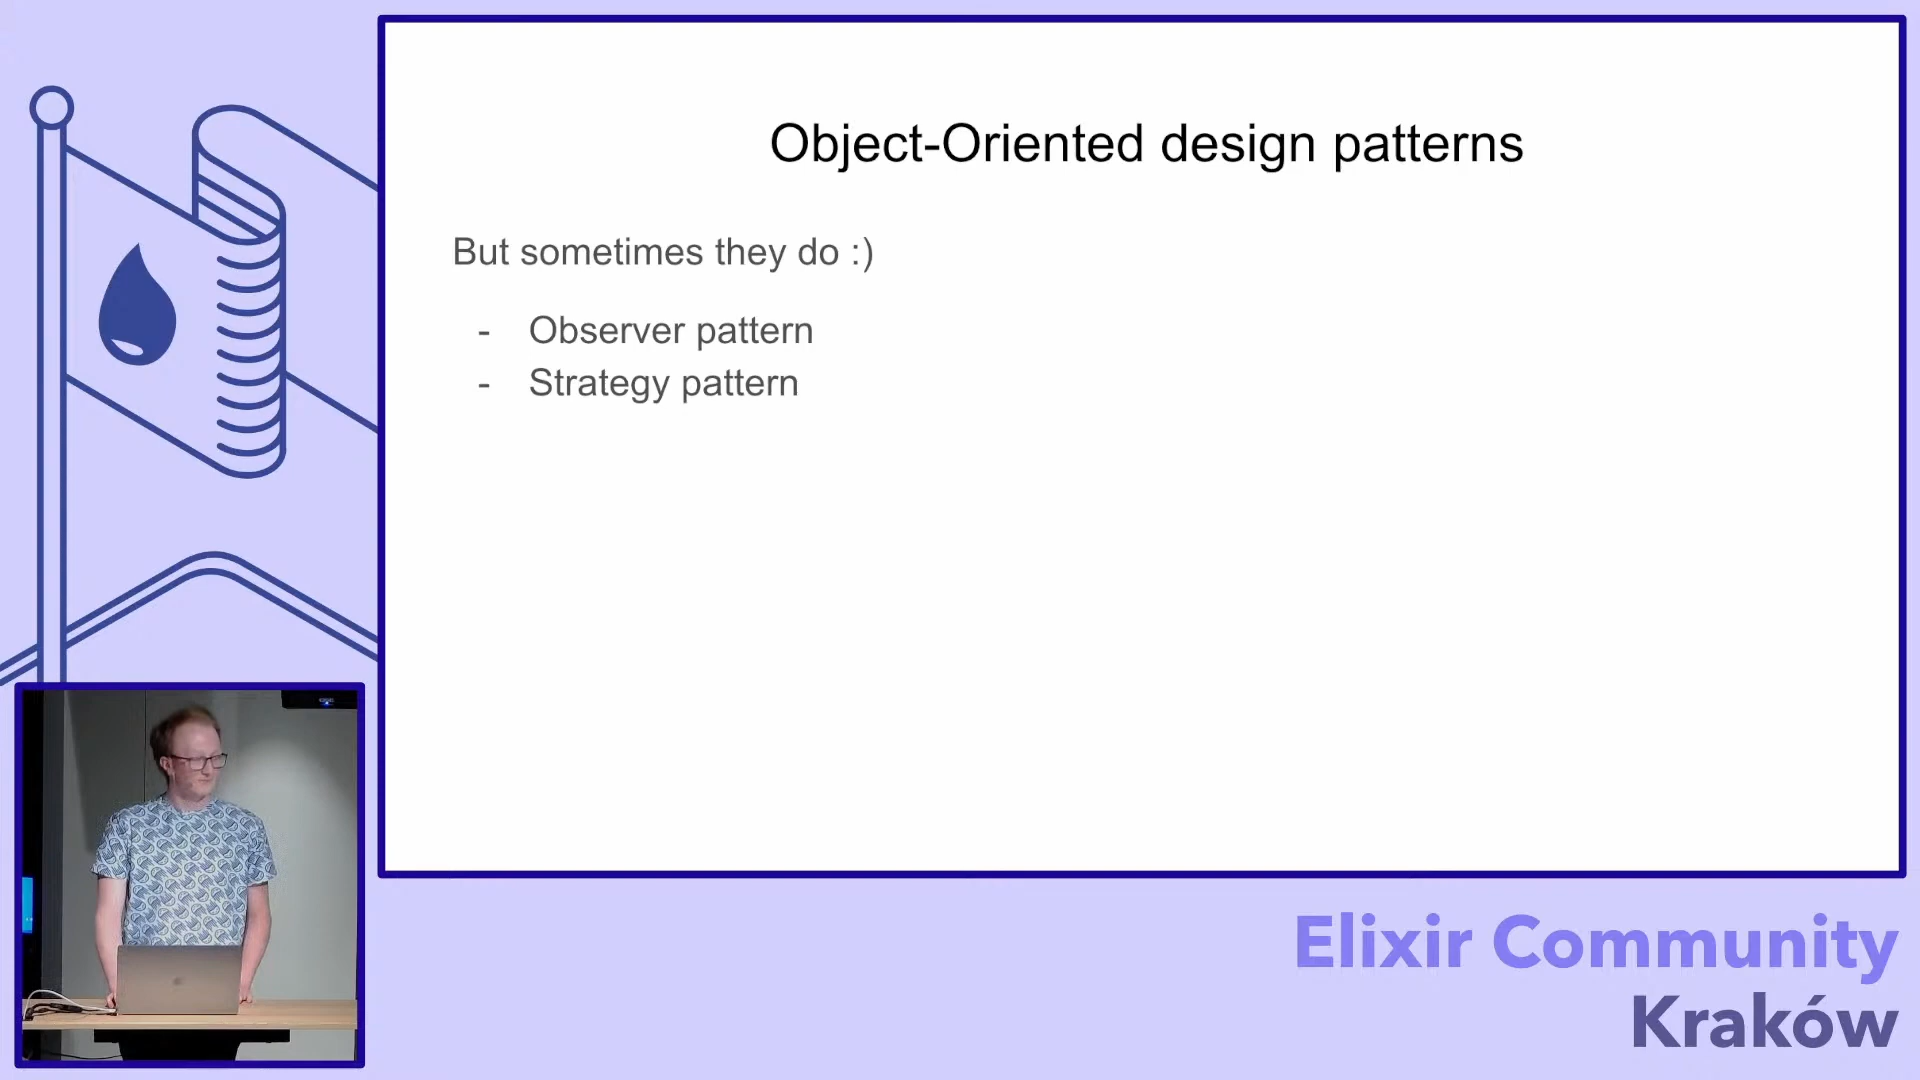 Object-Oriented design patterns
But sometimes they do :)
- Observer pattern
- Strategy pattern
Elixir Community
Kraków